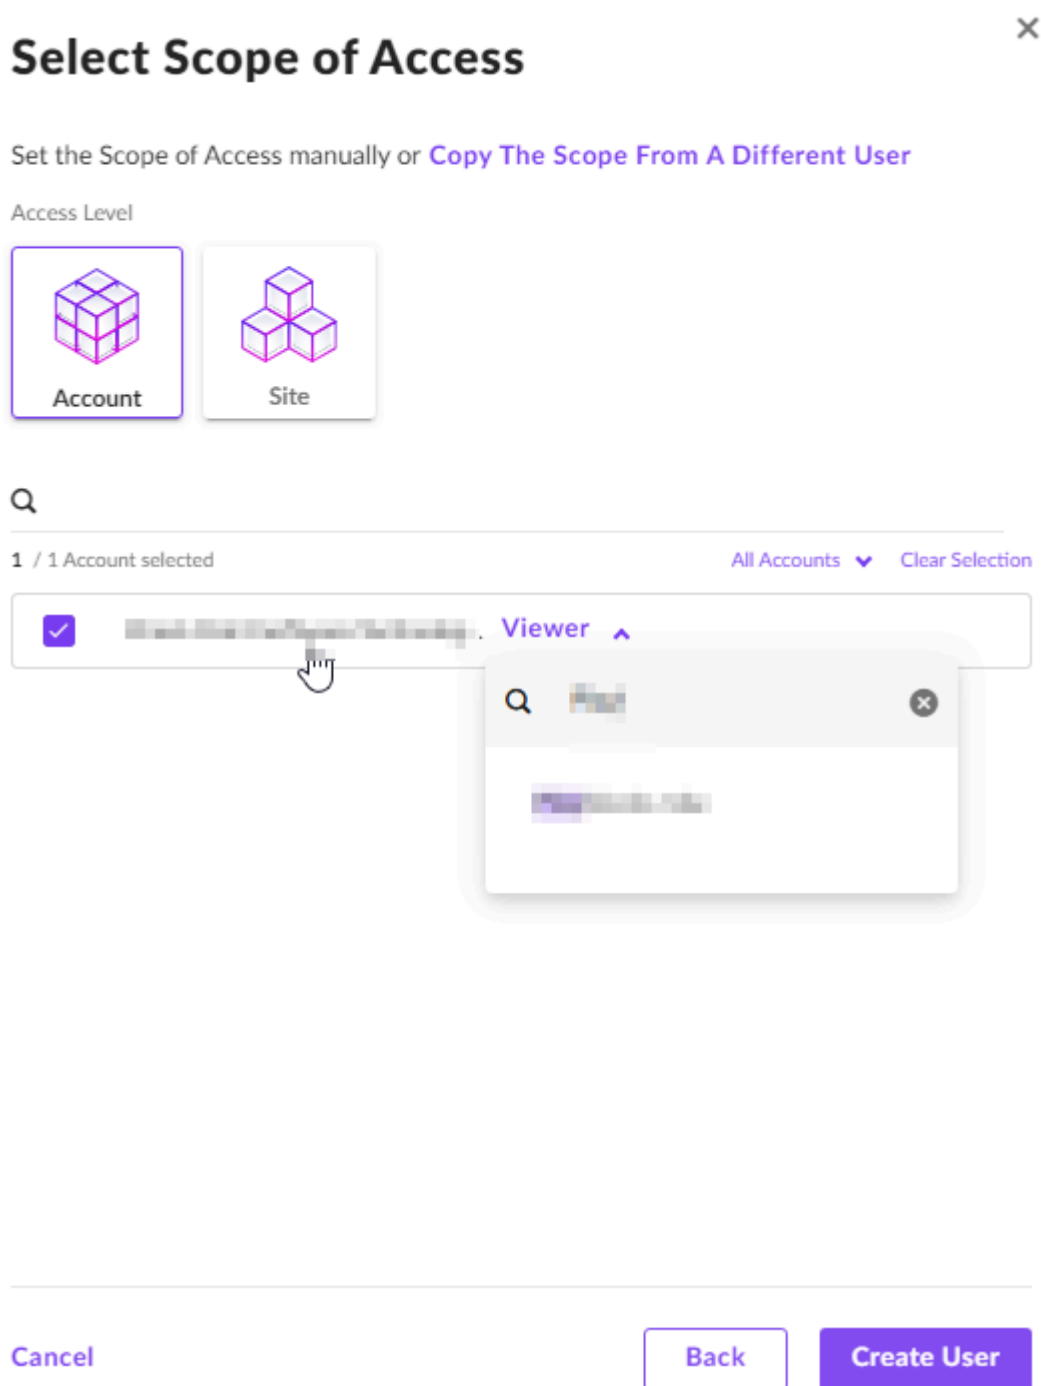 Select Scope of Access
Set the Scope of Access manually or Copy The Scope From A Different User
Access Level
Account
Site
1 / 1 Account selected
All Accounts
Clear Selection
Viewer
Cancel
Back
Create User